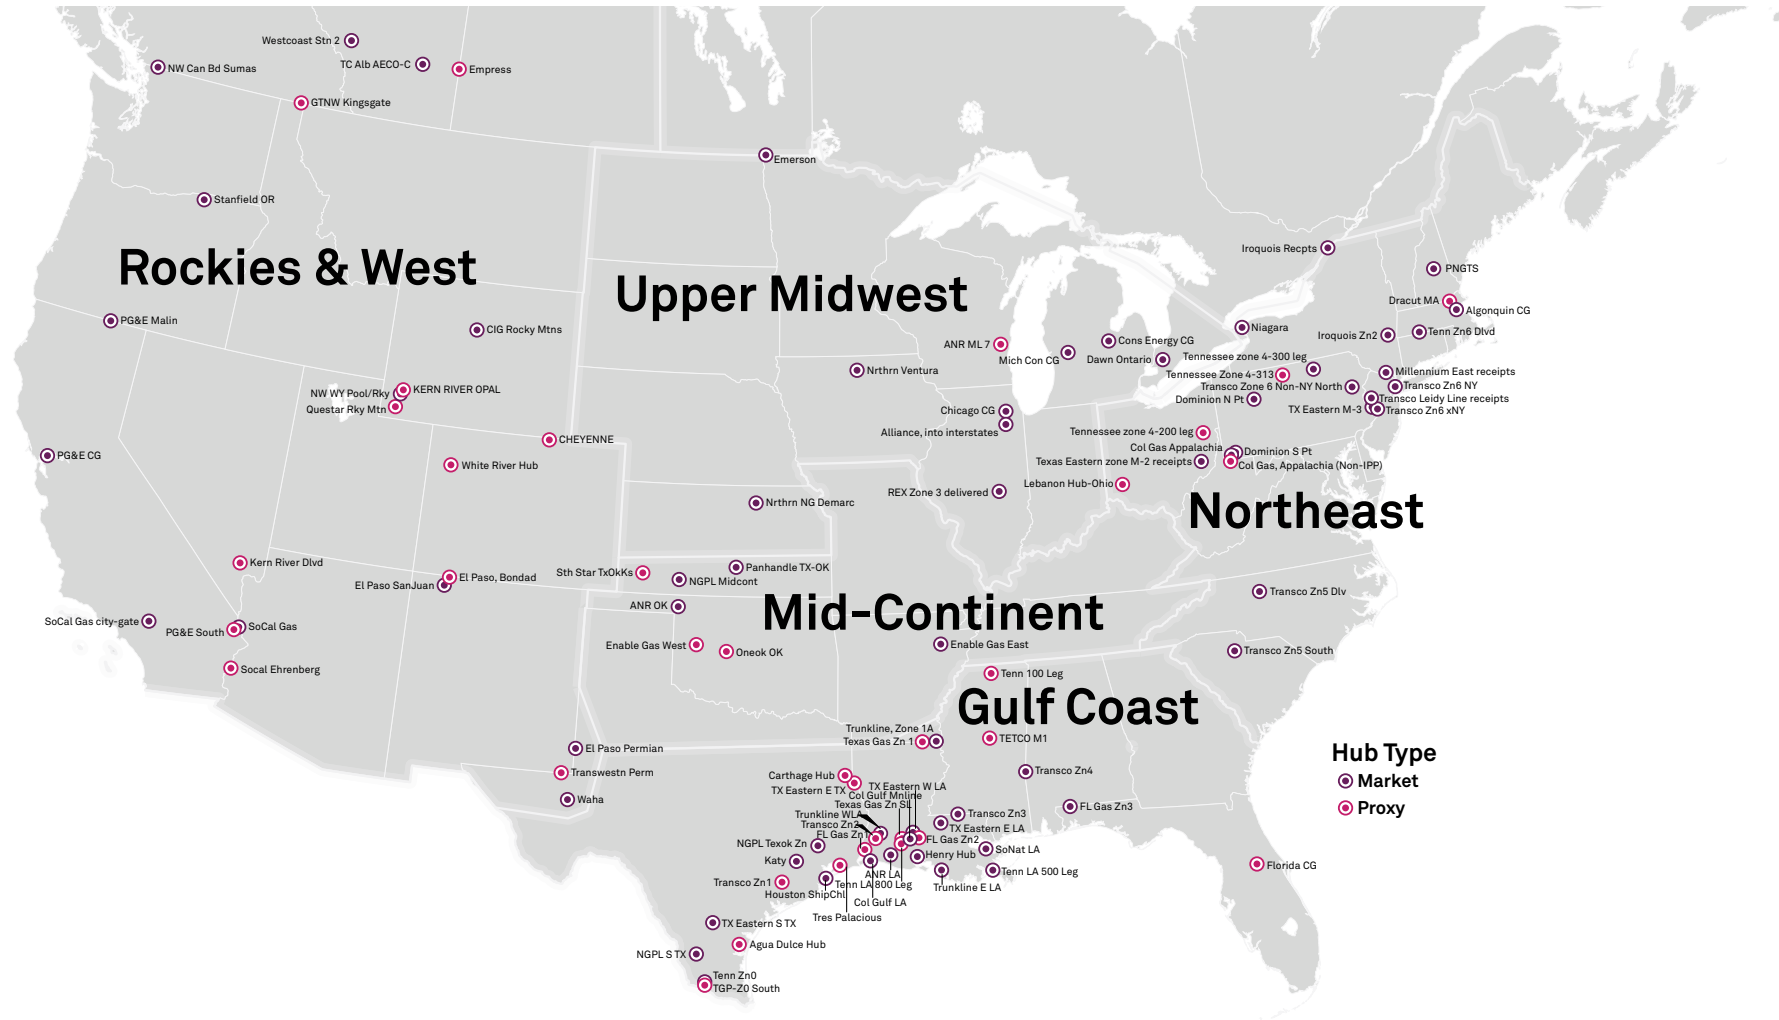 Westcoast Stn 2
NW Can Bd Sumas
TC Alb AECO-C
Empress
GTNW Kingsgate
Emerson
Stanfield OR
Rockies & West
Upper Midwest
Iroquois Recpts
PNGTS
Dracut MA
Algonquin CG
PG&E Malin
CIG Rocky Mtns
Niagara
Iroquois Zn2
Tenn Zn6 Dlvd
ANR ML 7
Mich Con CG
Cons Energy CG
Dawn Ontario
Tennessee zone 4-300 leg
Nrthrn Ventura
Tennessee Zone 4-313
Millennium East receipts
NW WY Pool/Rky
KERN RIVER OPAL
Questar Rky Mtn
Transco Zone 6 Non-NY North
Transco Zn6 NY
Dominion N Pt
Transco Leidy Line receipts
TX Eastern M-3
Transco Zn6 xNY
Chicago CG
Alliance, into interstates
Tennessee zone 4-200 leg
CHEYENNE
Col Gas Appalachia
Dominion S Pt
PG&E CG
White River Hub
Texas Eastern zone M-2 receipts
Col Gas, Appalachia (Non-IPP)
Lebanon Hub-Ohio
REX Zone 3 delivered
Nrthrn NG Demarc
Northeast
Kern River Dlvd
El Paso SanJuan
El Paso, Bondad
Sth Star TxOkKs
Panhandle TX-OK
NGPL Midcont
ANR OK
Mid-Continent
Transco Zn5 Dlv
SoCal Gas city-gate
PG&E South
SoCal Gas
Enable Gas West
Oneok OK
Enable Gas East
Transco Zn5 South
Socal Ehrenberg
Tenn 100 Leg
Gulf Coast
Trunkline, Zone 1A
Texas Gas Zn 1
TETCO M1
El Paso Permian
Transwestn Perm
Waha
Hub Type
Market
Proxy
Carthage Hub
TX Eastern E TX
TX Eastern W LA
Col Gulf Mnline
Texas Gas Zn SL
Transco Zn4
FL Gas Zn3
Trunkline WLA
Transco Zn2
FL Gas Zn1
Transco Zn3
TX Eastern E LA
FL Gas Zn2
NGPL Texok Zn
Katy
Henry Hub
SoNat LA
Transco Zn1
Houston ShipChl
ANR LA
Tenn LA 800 Leg
Trunkline E LA
Tenn LA 500 Leg
Col Gulf LA
Tres Palacious
Florida CG
TX Eastern S TX
Agua Dulce Hub
NGPL S TX
Tenn Zn0
TGP-Z0 South